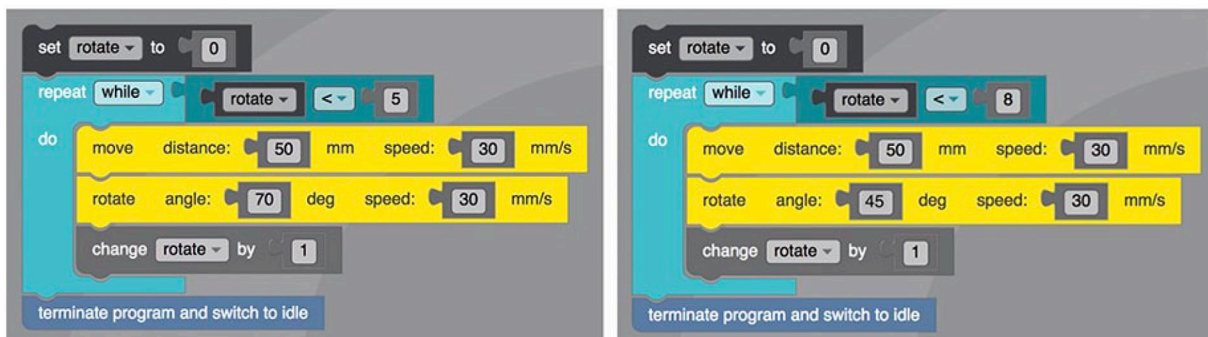 set rotate to 0
repeat while rotate < 5
do move distance: 50 mm speed: 30 mm/s
rotate angle: 70 deg speed: 30 mm/s
change rotate by 1
terminate program and switch to idle
set rotate to 0
repeat while rotate < 8
do move distance: 50 mm speed: 30 mm/s
rotate angle: 45 deg speed: 30 mm/s
change rotate by 1
terminate program and switch to idle